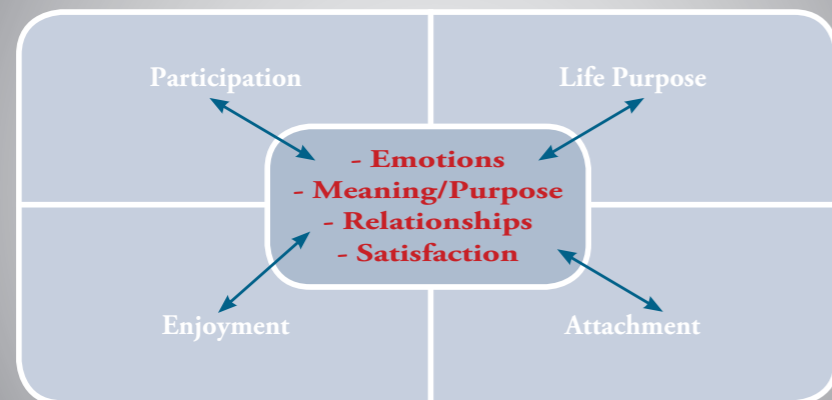 Participation
Life Purpose
- Emotions
- Meaning/Purpose
- Relationships
- Satisfaction
Enjoyment
Attachment